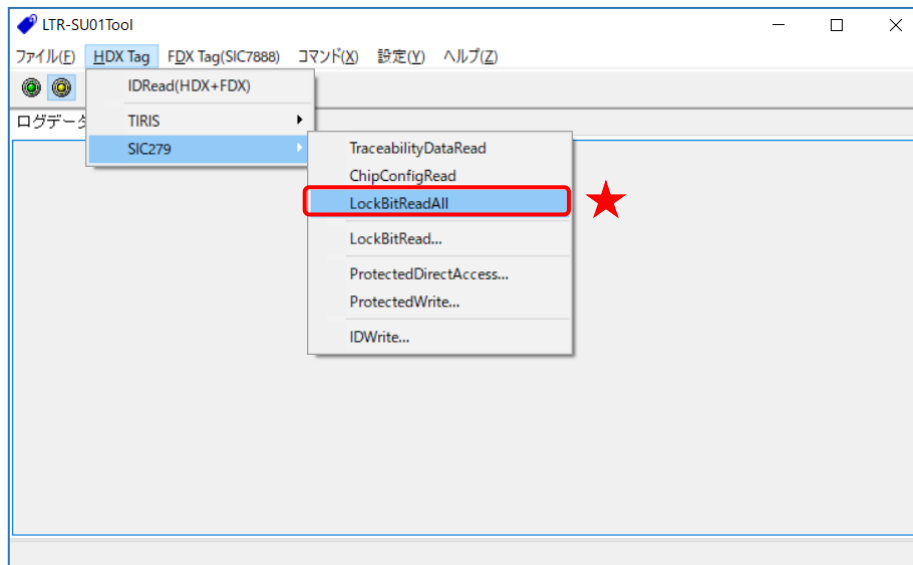 LTR-SU01Tool
ファイル(F) HDX Tag FDX Tag(SIC7888) コマンド(X) 設定(Y) ヘルプ(Z)
IDRead(HDX+FDX)
ログデータ
TIRIS
SIC279
TraceabilityDataRead
ChipConfigRead
LockBitReadAll
LockBitRead...
ProtectedDirectAccess...
ProtectedWrite...
IDWrite...